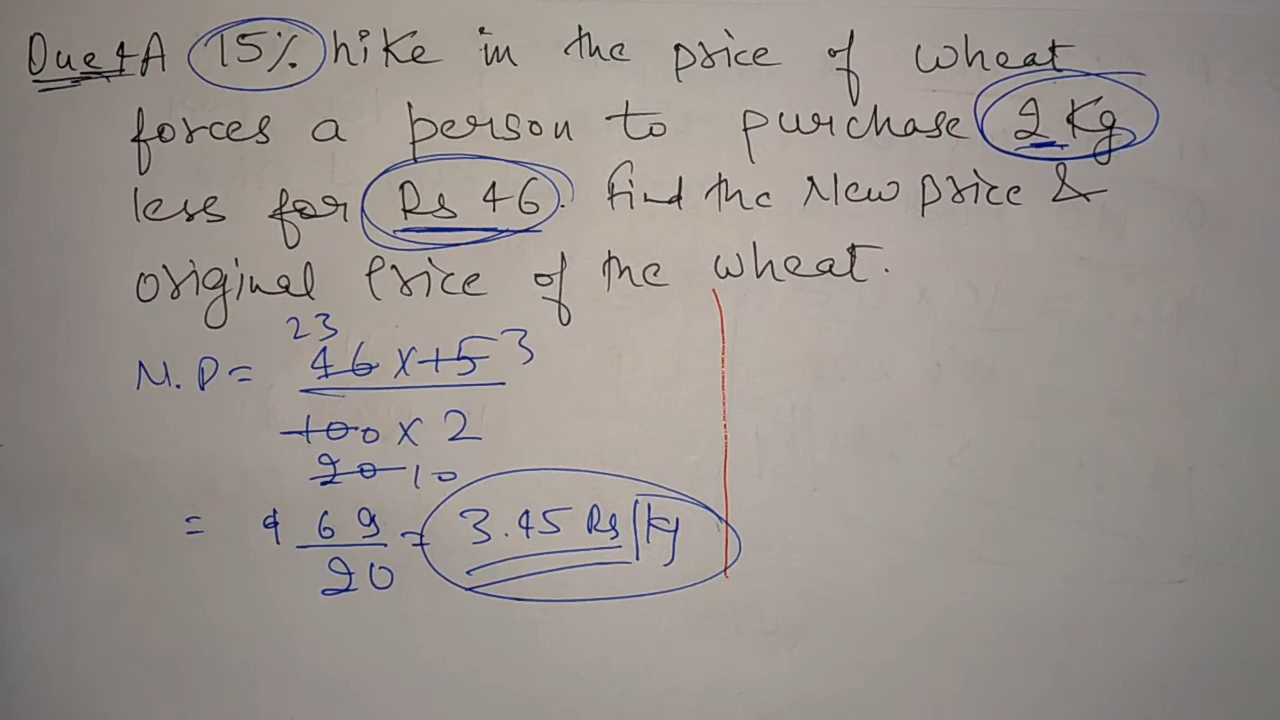 Que 4 A 15% hike in the price of wheat
forces a person to purchase 2 Kg
less for Rs 46. Find the New price &
original Price of the wheat.
23
N.P = 46 x 15 3
100 x 2
20 10
= 69
20 = 3.45 Rs/Kg